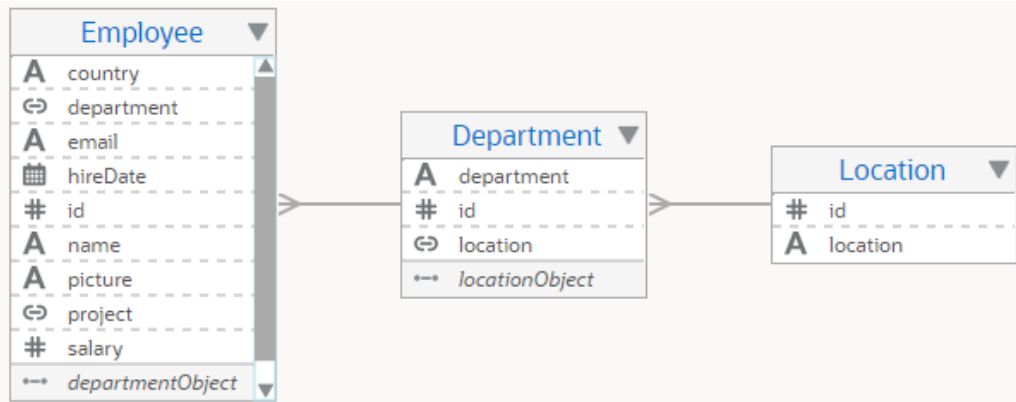 Employee
country
department
email
hireDate
id
name
picture
project
salary
departmentObject
Department
department
id
location
locationObject
Location
id
location